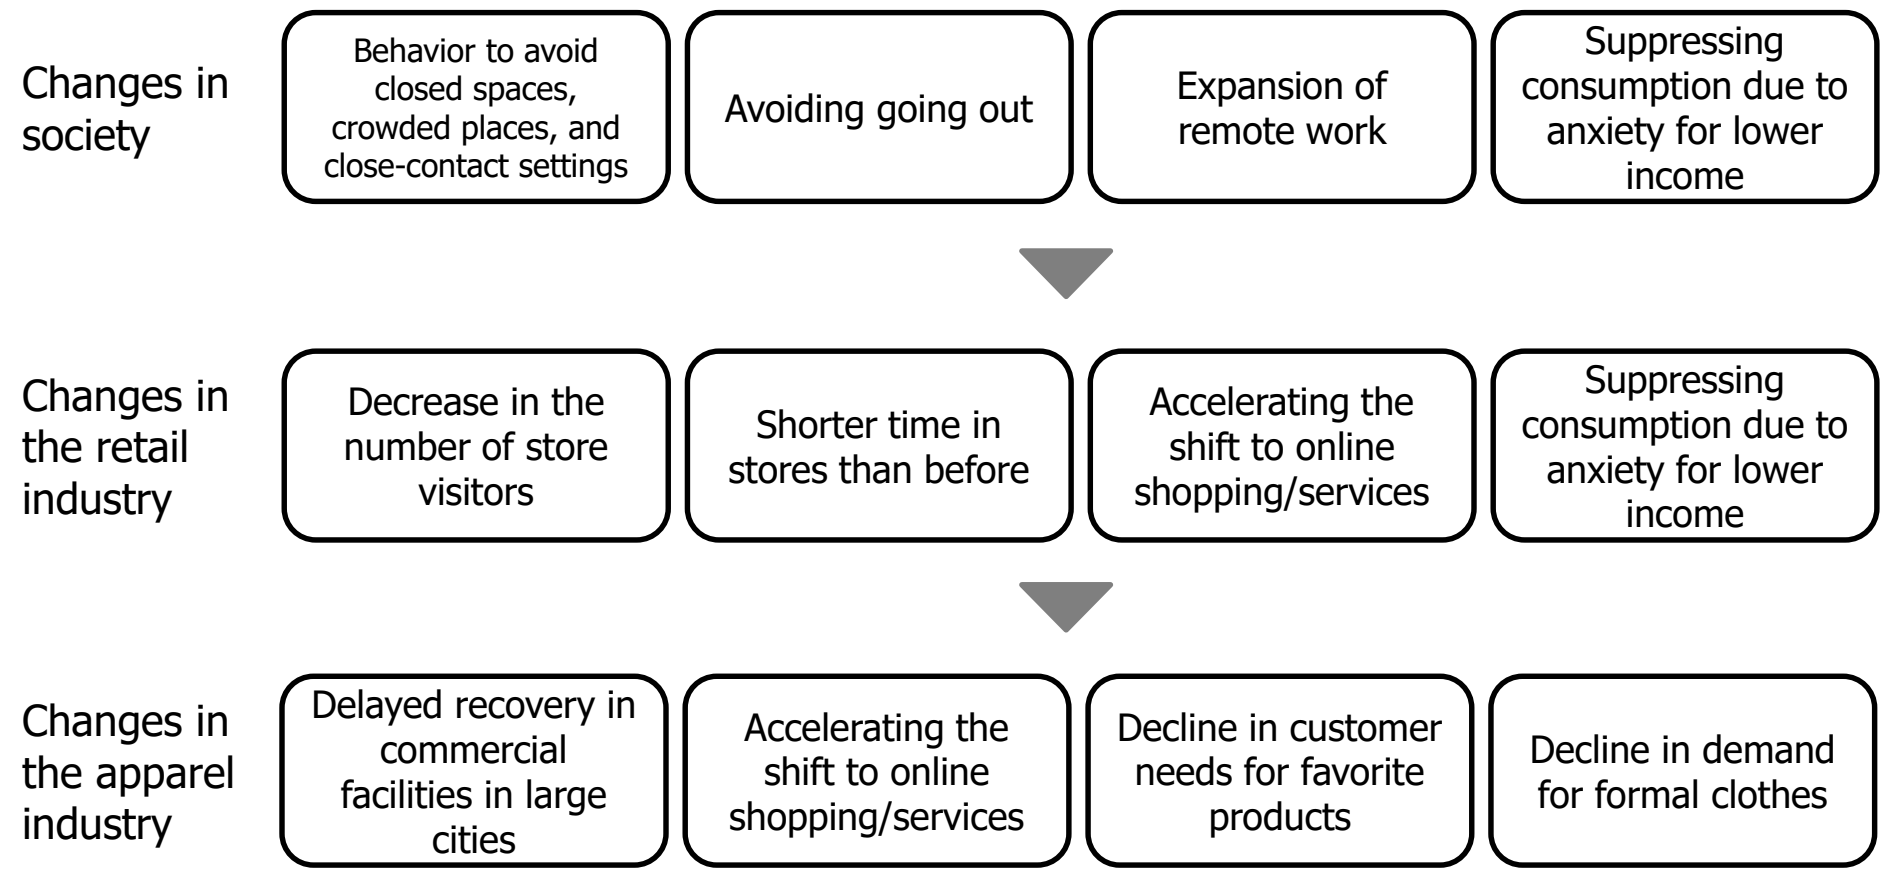 Changes in
society
Behavior to avoid
closed spaces,
crowded places, and
close-contact settings
Avoiding going out
Expansion of
remote work
Suppressing
consumption due to
anxiety for lower
income
Changes in
the retail
industry
Decrease in the
number of store
visitors
Shorter time in
stores than before
Accelerating the
shift to online
shopping/services
Suppressing
consumption due to
anxiety for lower
income
Changes in
the apparel
industry
Delayed recovery in
commercial
facilities in large
cities
Accelerating the
shift to online
shopping/services
Decline in customer
needs for favorite
products
Decline in demand
for formal clothes